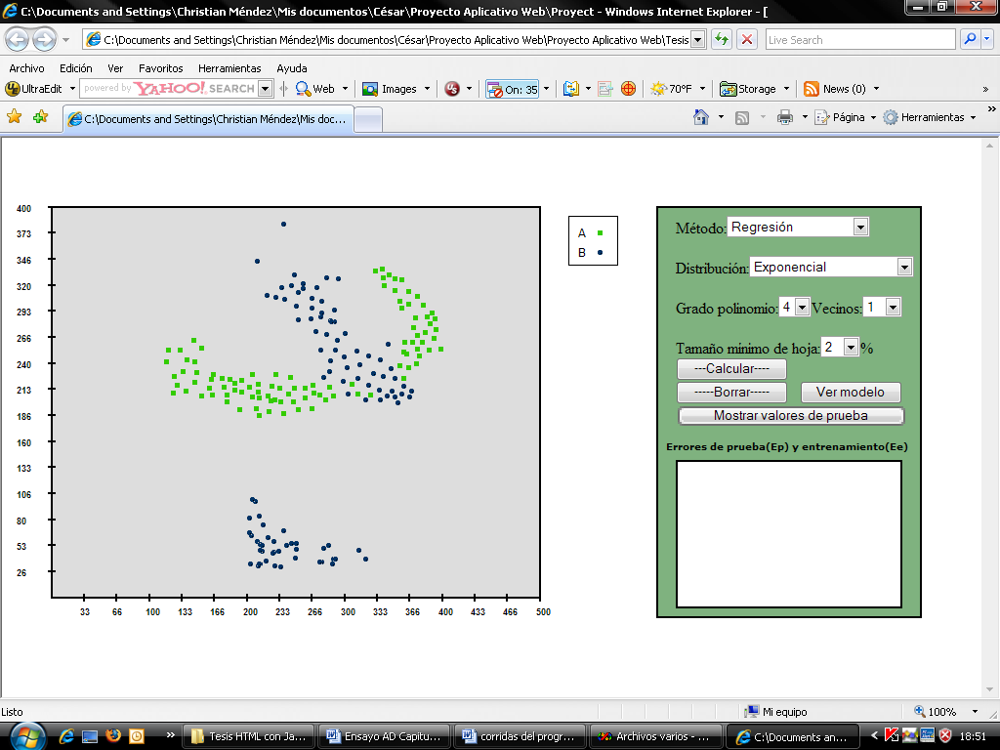 C:\Documents and Settings\Christian Méndez\Mis documentos\César\Proyecto Aplicativo Web\Proyect - Windows Internet Explorer - [
C:\Documents and Settings\Christian Méndez\Mis documentos\César\Proyecto Aplicativo Web\Proyecto Aplicativo Web\Tesis
Live Search
Archivo Edición Ver Favoritos Herramientas Ayuda
UltraEdit powered by YAHOO! SEARCH Web Images On: 35 70°F Storage News (0) »
C:\Documents and Settings\Christian Méndez\Mis doc... Página Herramientas »
400
373
346
320
293
266
240
213
186
160
133
106
80
53
26
33 66 100 133 166 200 233 266 300 333 366 400 433 466 500
A
B
Método: Regresión
Distribución: Exponencial
Grado polinomio: 4 Vecinos: 1
Tamaño minimo de hoja: 2 %
---Calcular----
-----Borrar----- Ver modelo
Mostrar valores de prueba
Errores de prueba(Ep) y entrenamiento(Ee)
Listo Mi equipo 100%
» Tesis HTML con Ja... Ensayo AD Capitu... corridas del progr... Archivos varios - ... C:\Documents an... 18:51